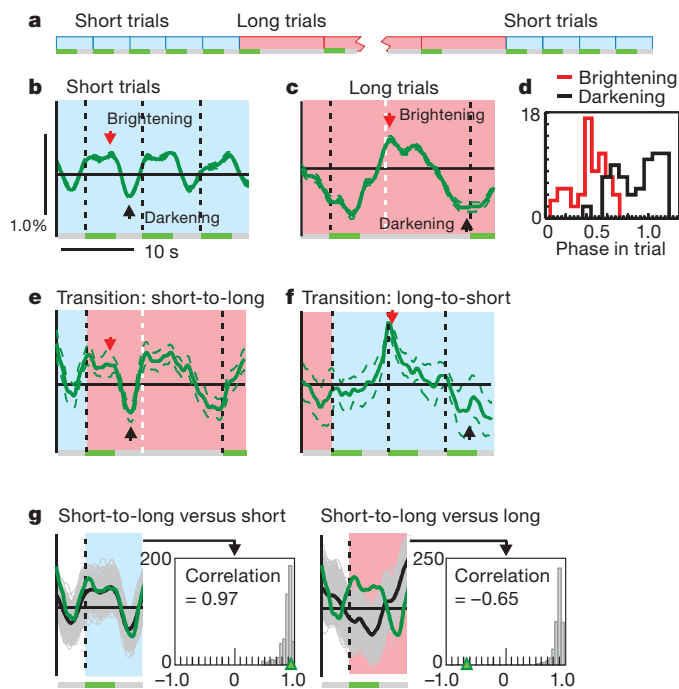 a Short trials Long trials Short trials
b Short trials
Brightening
Darkening
1.0%
10 s
c Long trials
Brightening
Darkening
d Brightening
Darkening
18
0
0 0.5 1.0
Phase in trial
e Transition: short-to-long
f Transition: long-to-short
g Short-to-long versus short
200
Correlation
= 0.97
0
−1.0 0 1.0
Short-to-long versus long
250
Correlation
= −0.65
0
−1.0 0 1.0